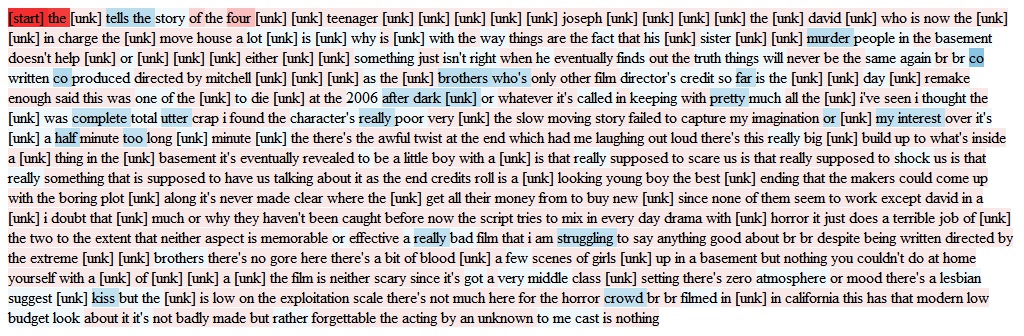 [start] the [unk] tells the story of the four [unk] [unk] teenager [unk] [unk] [unk] [unk] [unk] joseph [unk] [unk] [unk] [unk] the [unk] david [unk] who is now the [unk]
[unk] in charge the [unk] move house a lot [unk] is [unk] why is [unk] with the way things are the fact that his [unk] sister [unk] [unk] murder people in the basement
doesn't help [unk] or [unk] [unk] [unk] either [unk] [unk] something just isn't right when he eventually finds out the truth things will never be the same again br br co
written co produced directed by mitchell [unk] [unk] [unk] as the [unk] brothers who's only other film director's credit so far is the [unk] [unk] day [unk] remake
enough said this was one of the [unk] to die [unk] at the 2006 after dark [unk] or whatever it's called in keeping with pretty much all the [unk] i've seen i thought the
[unk] was complete total utter crap i found the character's really poor very [unk] the slow moving story failed to capture my imagination or [unk] my interest over it's
[unk] a half minute too long [unk] minute [unk] the there's the awful twist at the end which had me laughing out loud there's this really big [unk] build up to what's inside
a [unk] thing in the [unk] basement it's eventually revealed to be a little boy with a [unk] is that really supposed to scare us is that really supposed to shock us is that
really something that is supposed to have us talking about it as the end credits roll is a [unk] looking young boy the best [unk] ending that the makers could come up
with the boring plot [unk] along it's never made clear where the [unk] get all their money from to buy new [unk] since none of them seem to work except david in a
[unk] i doubt that [unk] much or why they haven't been caught before now the script tries to mix in every day drama with [unk] horror it just does a terrible job of [unk]
the two to the extent that neither aspect is memorable or effective a really bad film that i am struggling to say anything good about br br despite being written directed by
the extreme [unk] [unk] brothers there's no gore here there's a bit of blood [unk] a few scenes of girls [unk] up in a basement but nothing you couldn't do at home
yourself with a [unk] of [unk] [unk] a [unk] the film is neither scary since it's got a very middle class [unk] setting there's zero atmosphere or mood there's a lesbian
suggest [unk] kiss but the [unk] is low on the exploitation scale there's not much here for the horror crowd br br filmed in [unk] in california this has that modern low
budget look about it it's not badly made but rather forgettable the acting by an unknown to me cast is nothing